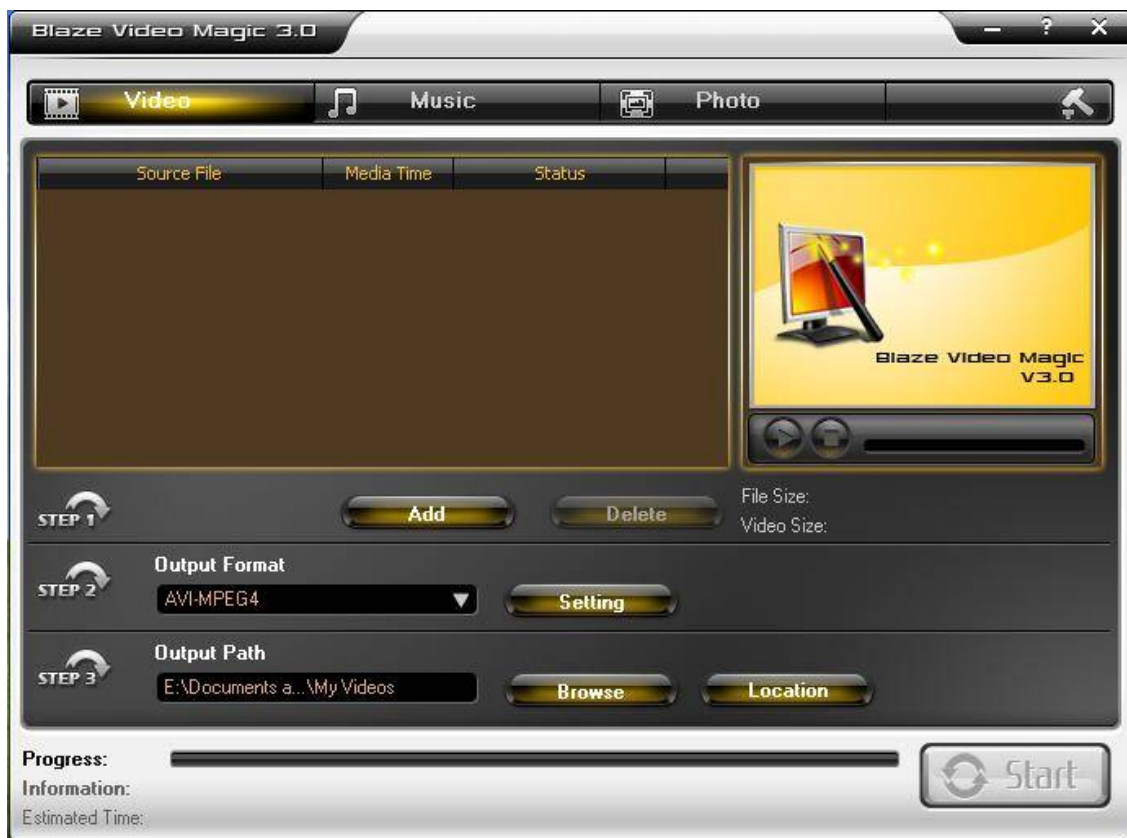 Blaze Video Magic 3.0
?
Video Music Photo
Source File Media Time Status
Blaze Video Magic
V3.0
STEP 1
Add Delete
File Size:
Video Size:
STEP 2
Output Format
AVI-MPEG4
Setting
STEP 3
Output Path
E:\Documents a...\My Videos
Browse Location
Progress:
Information:
Estimated Time:
Start